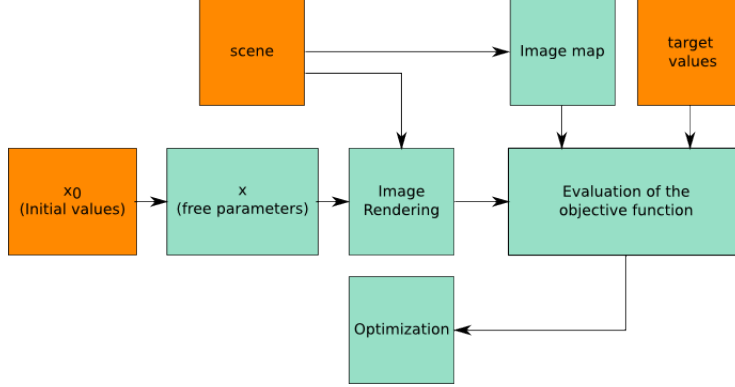 scene
Image map
target
values
x0
(Initial values)
x
(free parameters)
Image
Rendering
Evaluation of the
objective function
Optimization